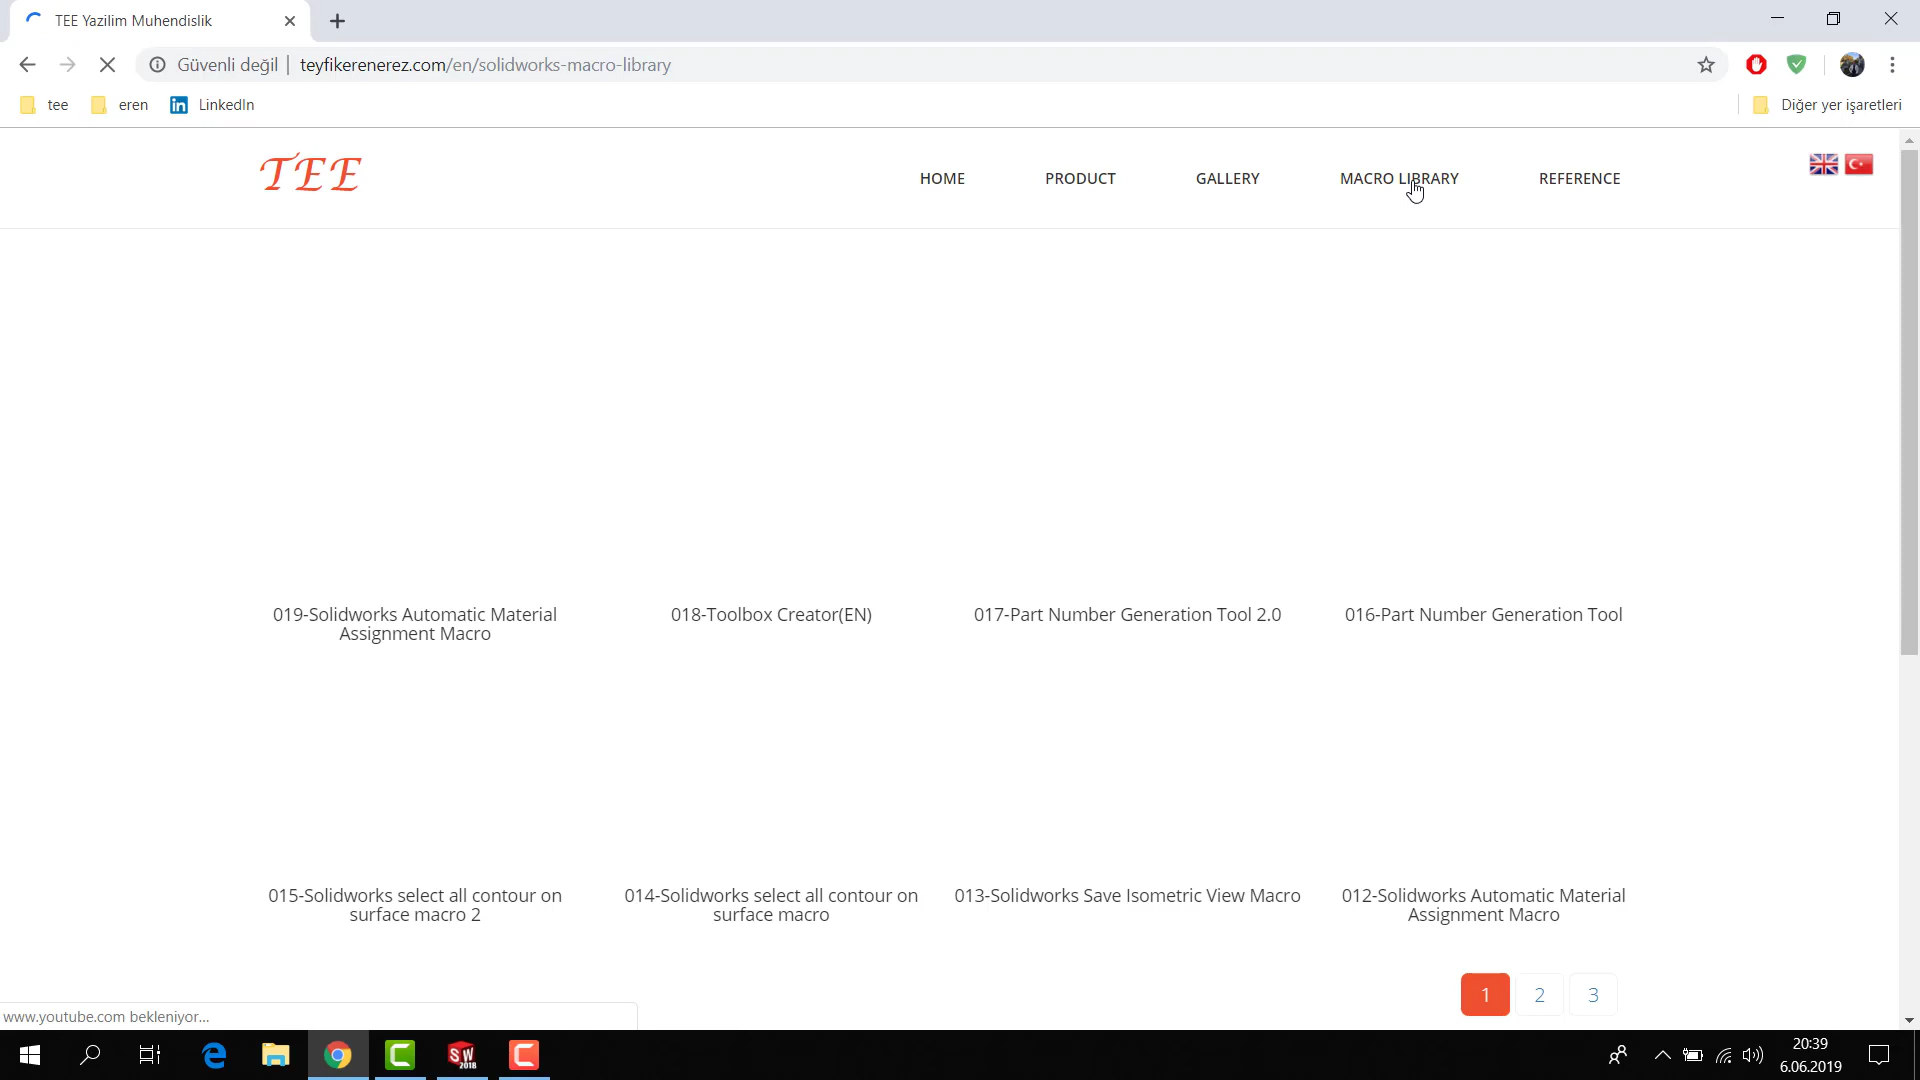 TEE Yazilim Muhendislik
Güvenli değil | teyfikerenerez.com/en/solidworks-macro-library
tee eren LinkedIn Diğer yer işaretleri
TEE HOME PRODUCT GALLERY MACRO LIBRARY REFERENCE
019-Solidworks Automatic Material
Assignment Macro
018-Toolbox Creator(EN)
017-Part Number Generation Tool 2.0
016-Part Number Generation Tool
015-Solidworks select all contour on
surface macro 2
014-Solidworks select all contour on
surface macro
013-Solidworks Save Isometric View Macro
012-Solidworks Automatic Material
Assignment Macro
1 2 3
www.youtube.com bekleniyor...
SW
2018
20:39
6.06.2019